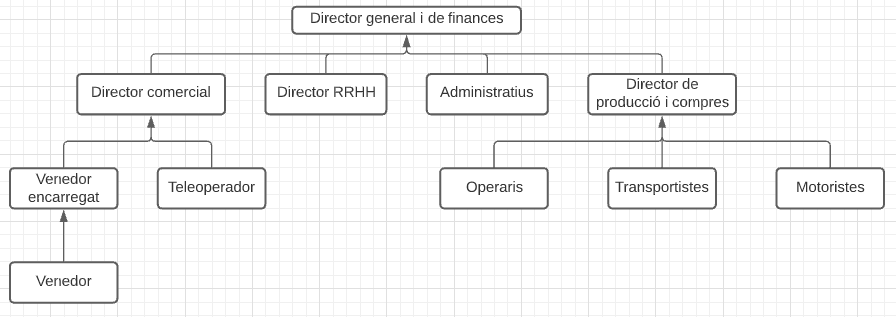 Director general i de finances
Director comercial
Director RRHH
Administratius
Director de
producció i compres
Venedor
encarregat
Teleoperador
Operaris
Transportistes
Motoristes
Venedor